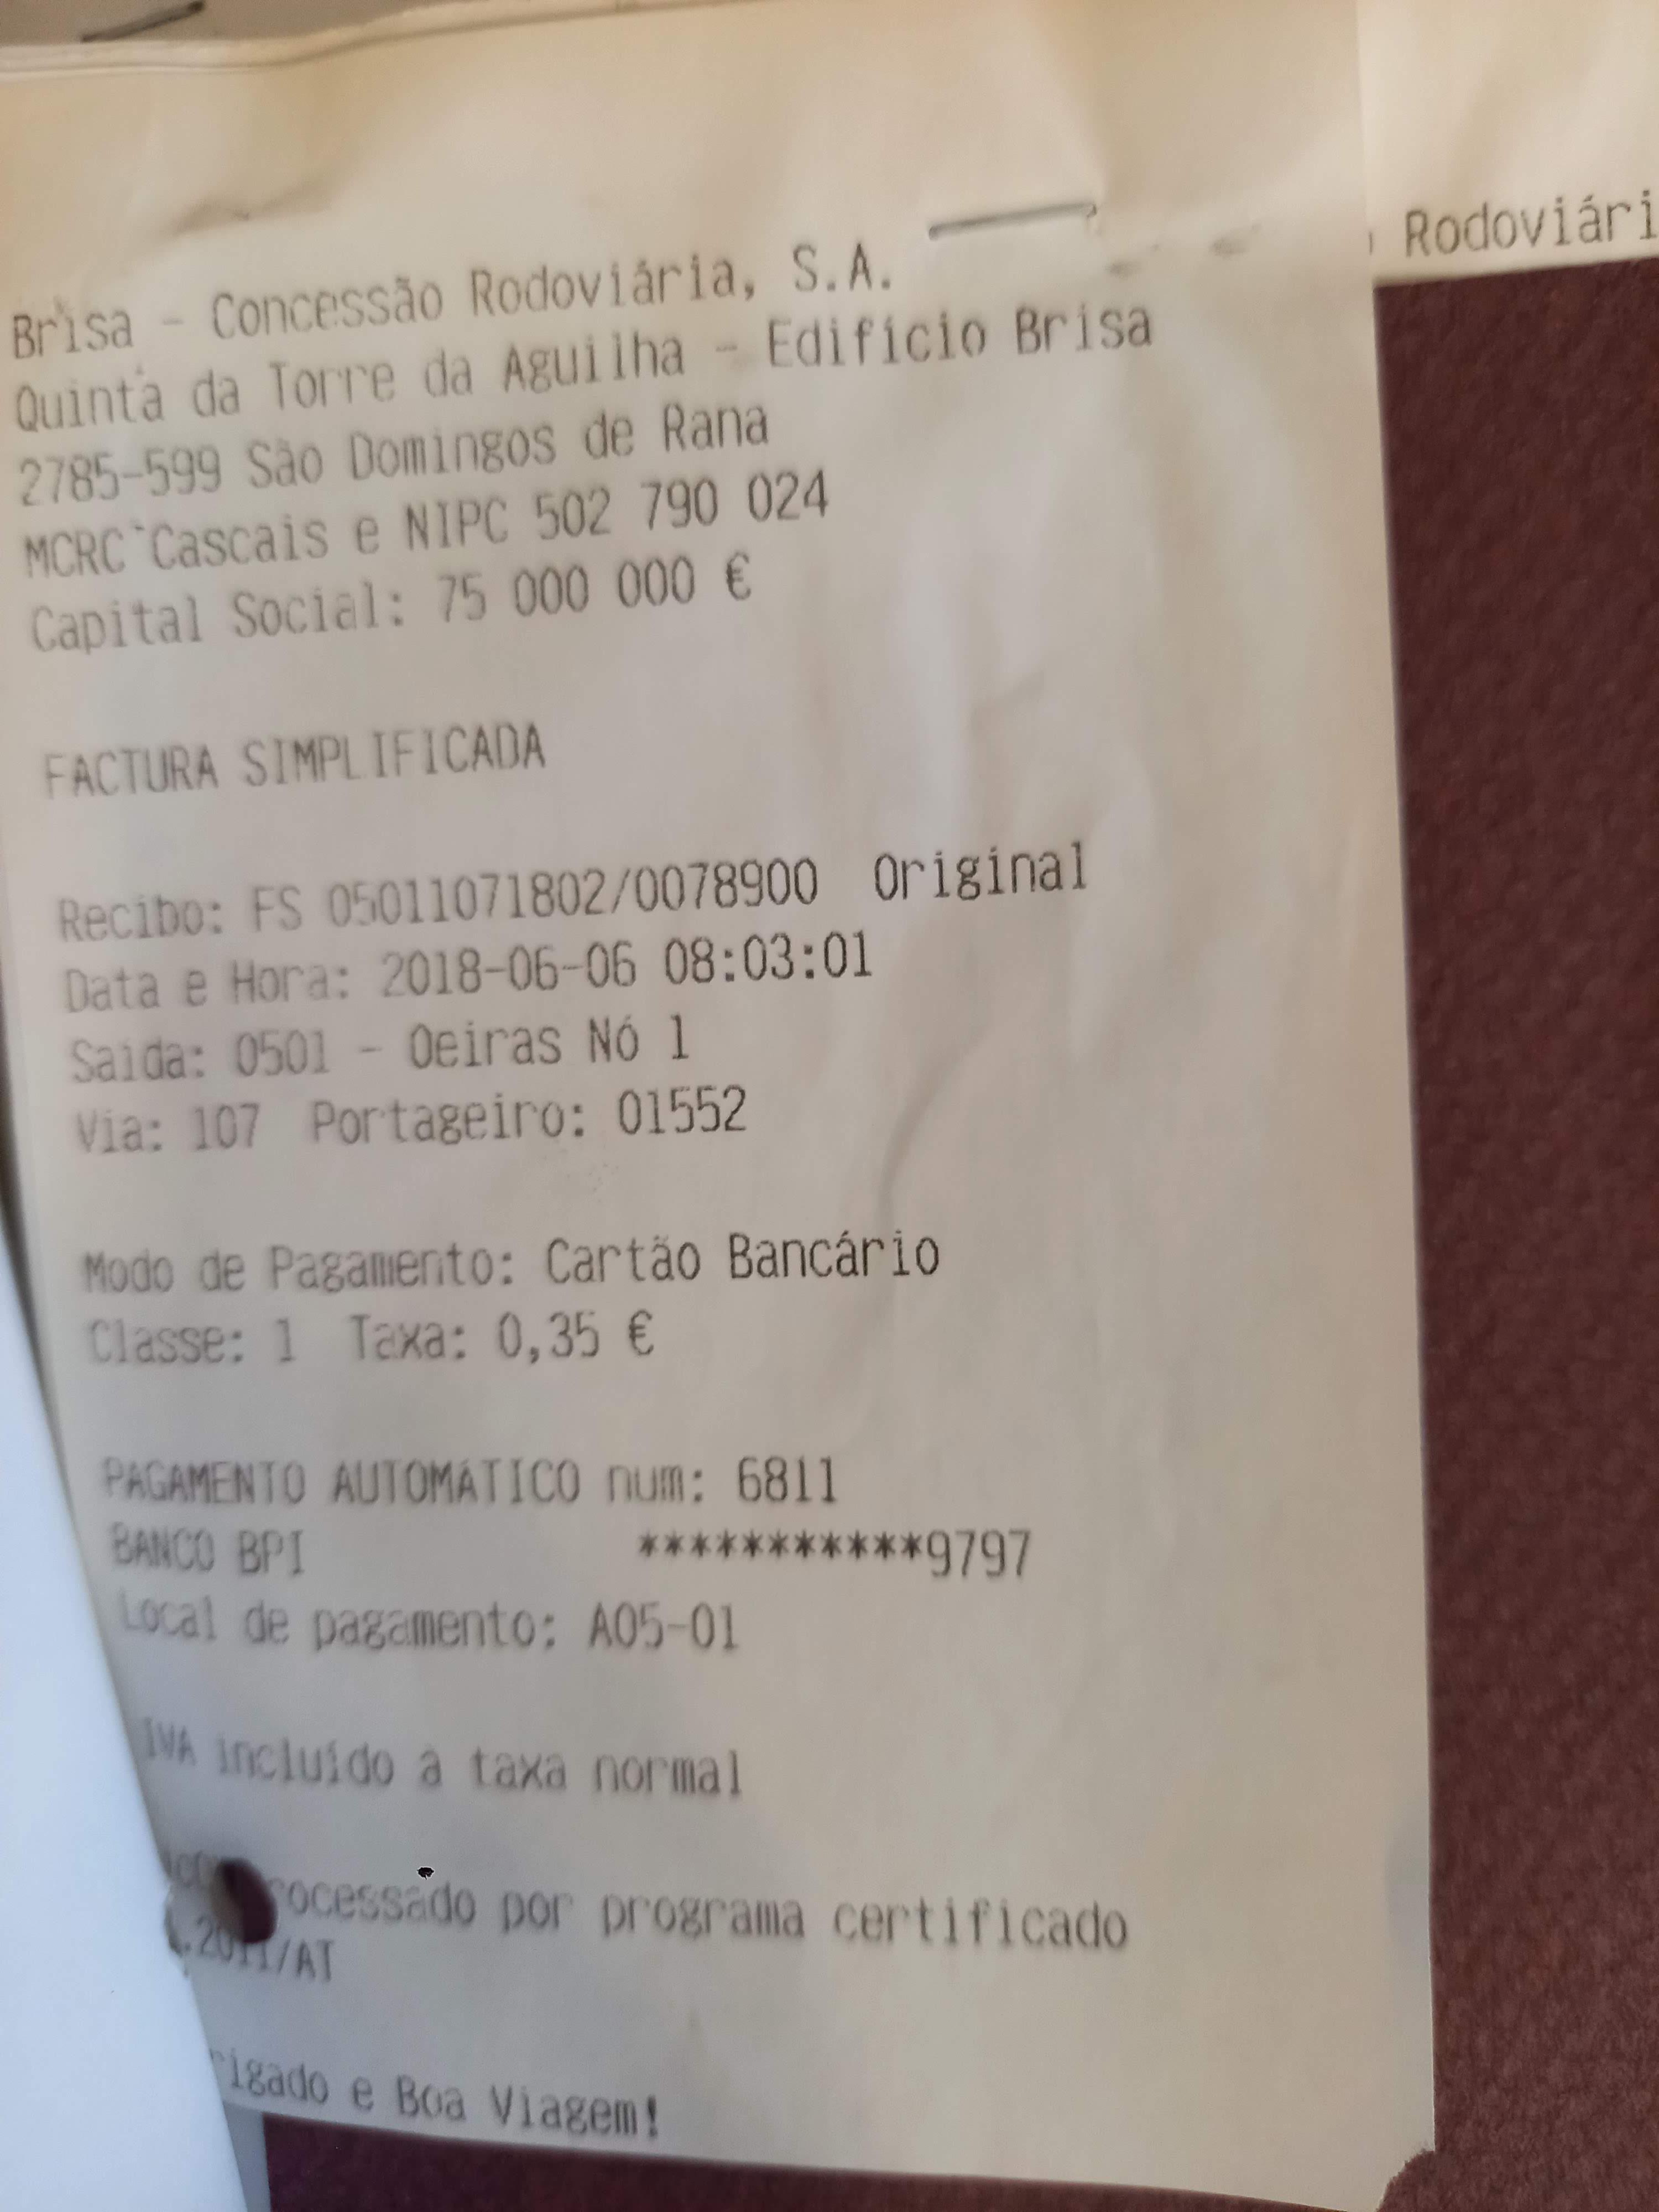 Brisa - Concessão Rodoviária, S.A.
Rodoviári
Quinta da Torre da Aguilha - Edifício Brisa
2785-599 São Domingos de Rana
MCRC Cascais e NIPC 502 790 024
Capital Social: 75 000 000 €
FACTURA SIMPLIFICADA
Recibo: FS 05011071802/0078900 Original
Data e Hora: 2018-06-06 08:03:01
Saída: 0501 - Oeiras Nó 1
Via: 107 Portageiro: 01552
Modo de Pagamento: Cartão Bancário
Classe: 1 Taxa: 0,35 €
PAGAMENTO AUTOMÁTICO num: 6811
BANCO BPI ***********9797
Local de pagamento: A05-01
IVA incluído à taxa normal
rocessado por programa certificado
.2011/AT
rigado e Boa Viagem!